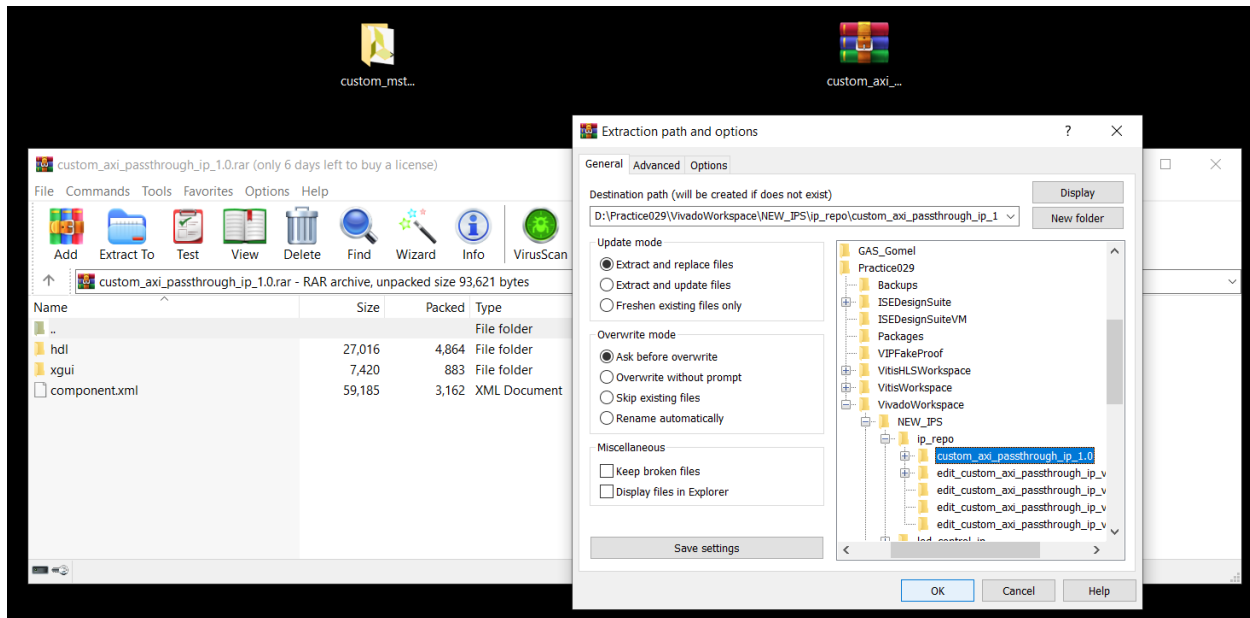 custom_mst...
custom_axi_...
custom_axi_passthrough_ip_1.0.rar (only 6 days left to buy a license)
File Commands Tools Favorites Options Help
Add Extract To Test View Delete Find Wizard Info VirusScan
custom_axi_passthrough_ip_1.0.rar - RAR archive, unpacked size 93,621 bytes
Name Size Packed Type
.. File folder
hdl 27,016 4,864 File folder
xgui 7,420 883 File folder
component.xml 59,185 3,162 XML Document
Extraction path and options
?
General Advanced Options
Destination path (will be created if does not exist)
Display
D:\Practice029\VivadoWorkspace\NEW_IPS\ip_repo\custom_axi_passthrough_ip_1
New folder
Update mode
Extract and replace files
Extract and update files
Freshen existing files only
Overwrite mode
Ask before overwrite
Overwrite without prompt
Skip existing files
Rename automatically
Miscellaneous
Keep broken files
Display files in Explorer
Save settings
GAS_Gomel
Practice029
Backups
ISEDesignSuite
ISEDesignSuiteVM
Packages
VIPFakeProof
VitisHLSWorkspace
VitisWorkspace
VivadoWorkspace
NEW_IPS
ip_repo
custom_axi_passthrough_ip_1.0
edit_custom_axi_passthrough_ip_v
edit_custom_axi_passthrough_ip_v
edit_custom_axi_passthrough_ip_v
edit_custom_axi_passthrough_ip_v
led_control_ip
OK Cancel Help